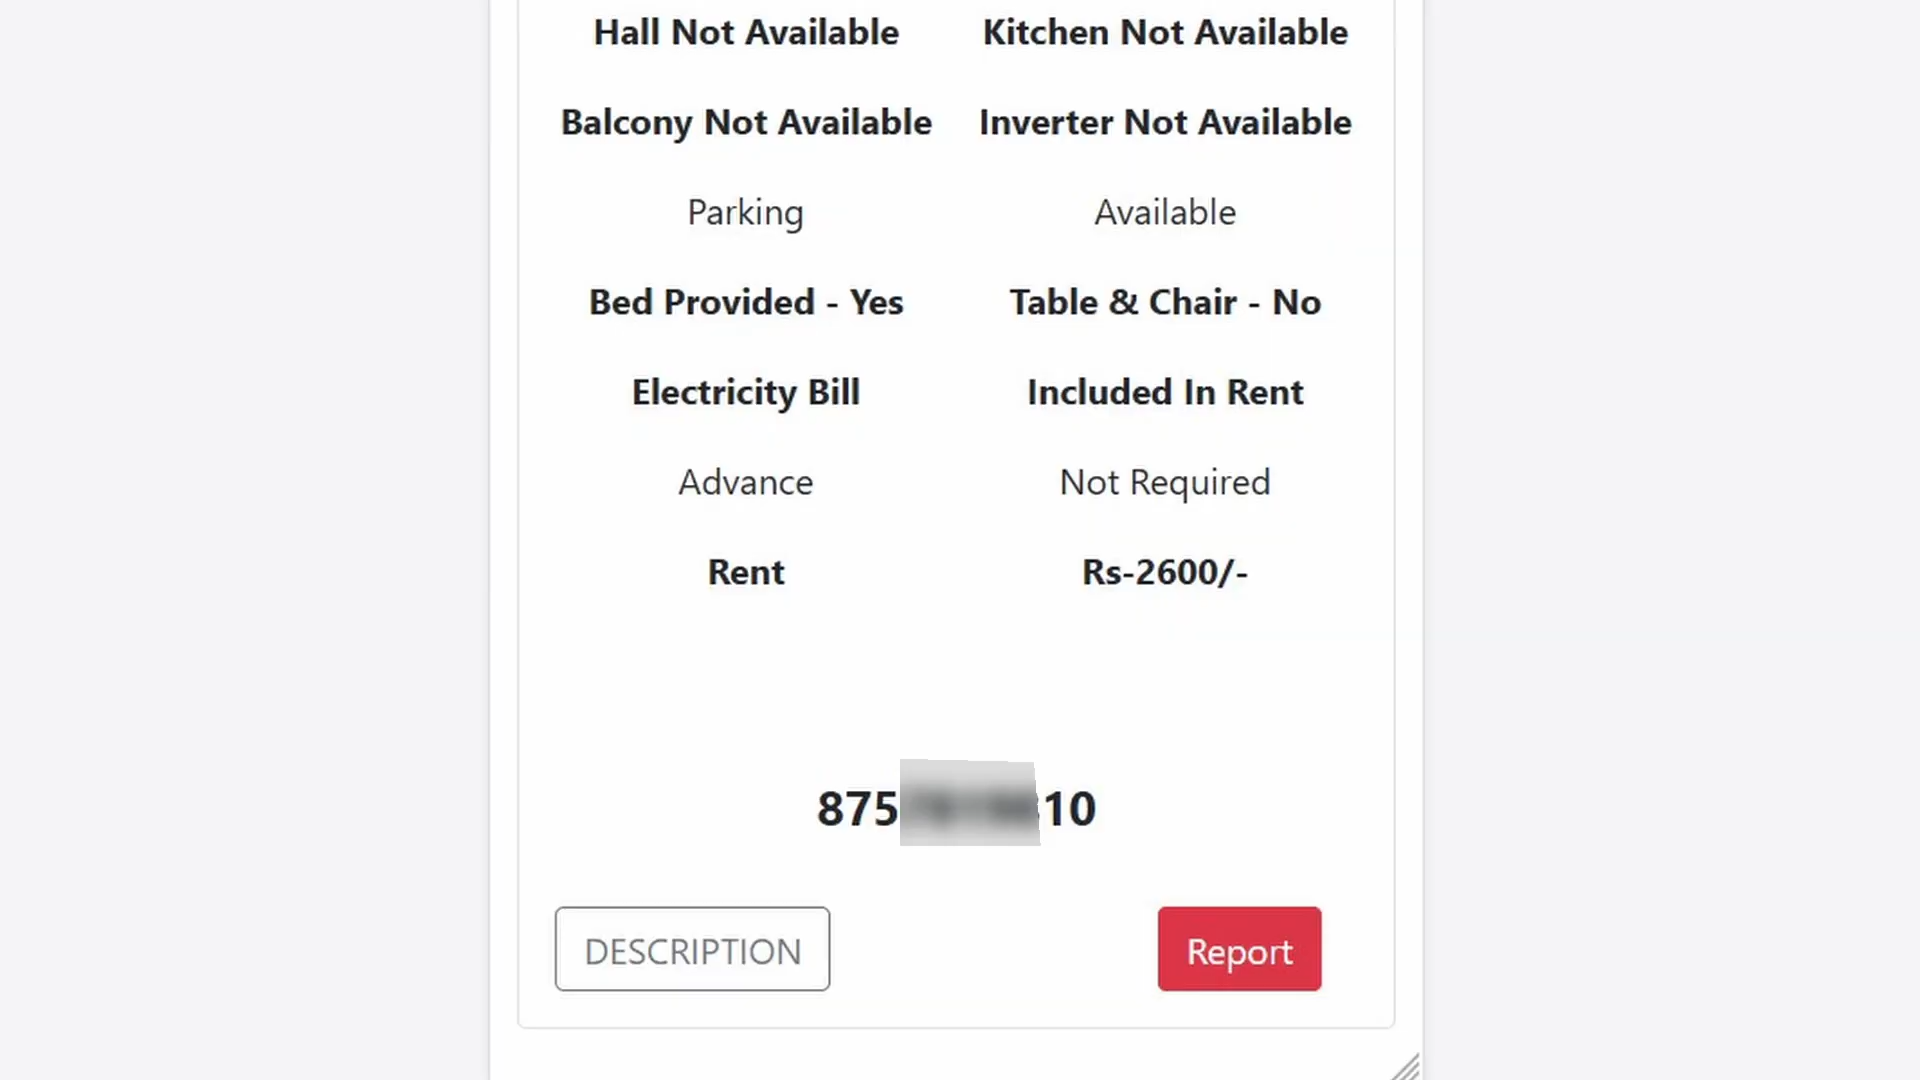 Hall Not Available Kitchen Not Available
Balcony Not Available Inverter Not Available
Parking Available
Bed Provided - Yes Table & Chair - No
Electricity Bill Included In Rent
Advance Not Required
Rent Rs-2600/-
875 10
DESCRIPTION Report